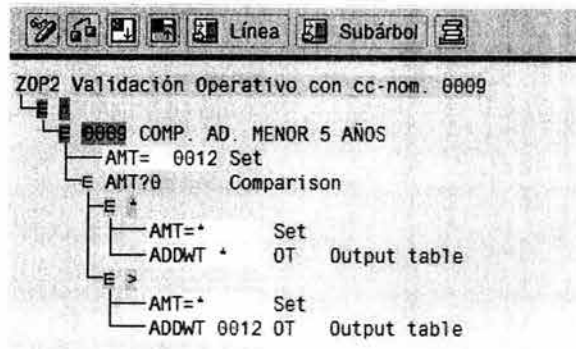 Línea Subárbol
ZOP2 Validación Operativo con cc-nom. 0009
*
0009 COMP. AD. MENOR 5 AÑOS
AMT= 0012 Set
AMT?0 Comparison
*
AMT=* Set
ADDWT * OT Output table
>
AMT=* Set
ADDWT 0012 OT Output table